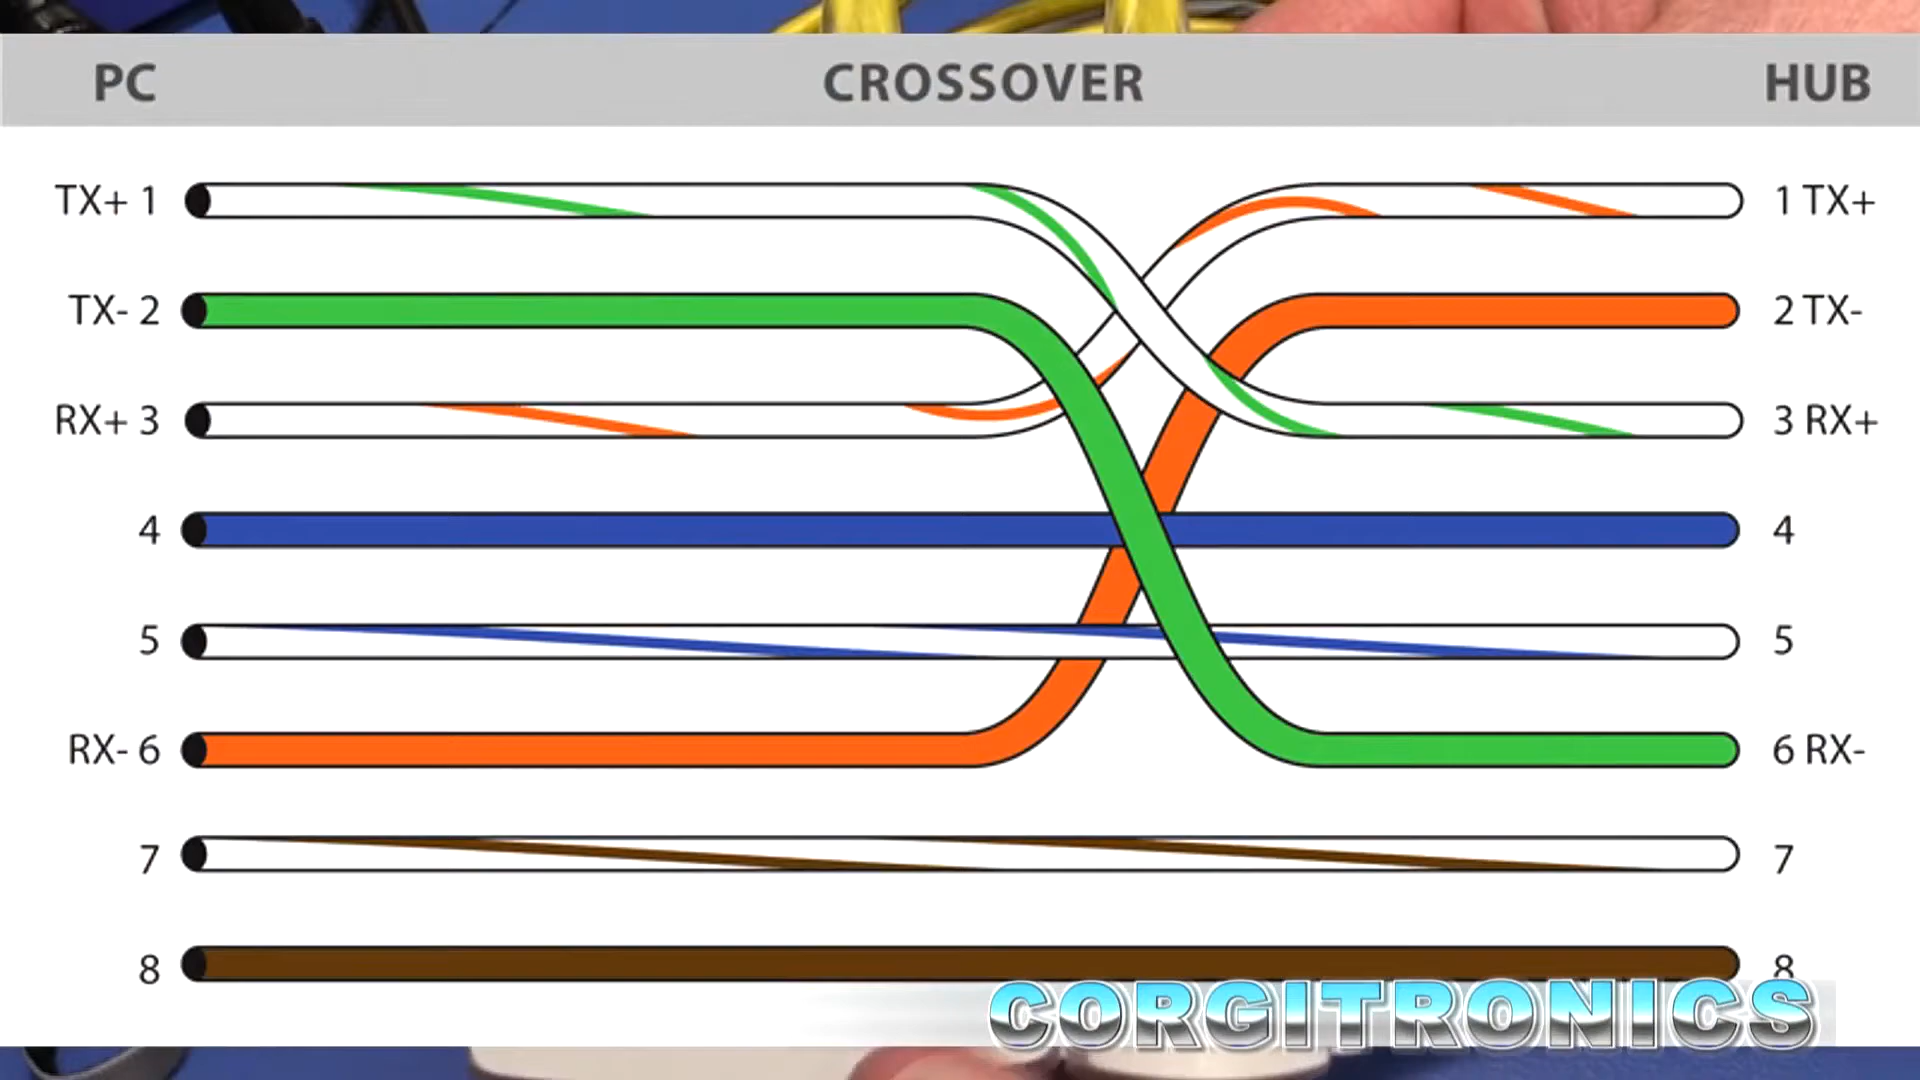 PC CROSSOVER HUB
TX+ 1 1 TX+
TX- 2 2 TX-
RX+ 3 3 RX+
4 4
5 5
RX- 6 6 RX-
7 7
8 8
CORGITRONICS